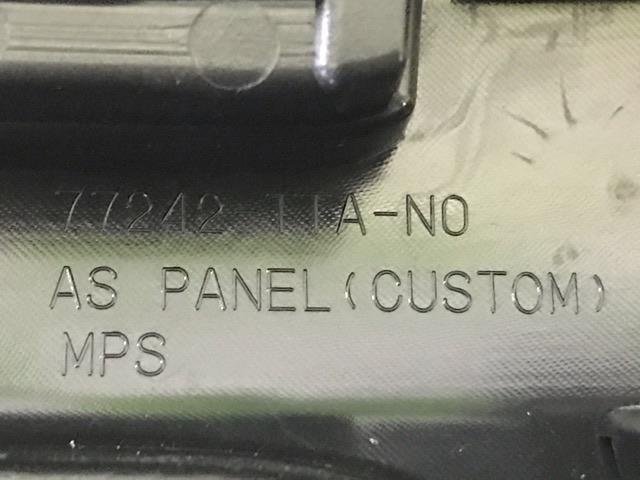 77242 TTA-N0
AS PANEL(CUSTOM)
MPS